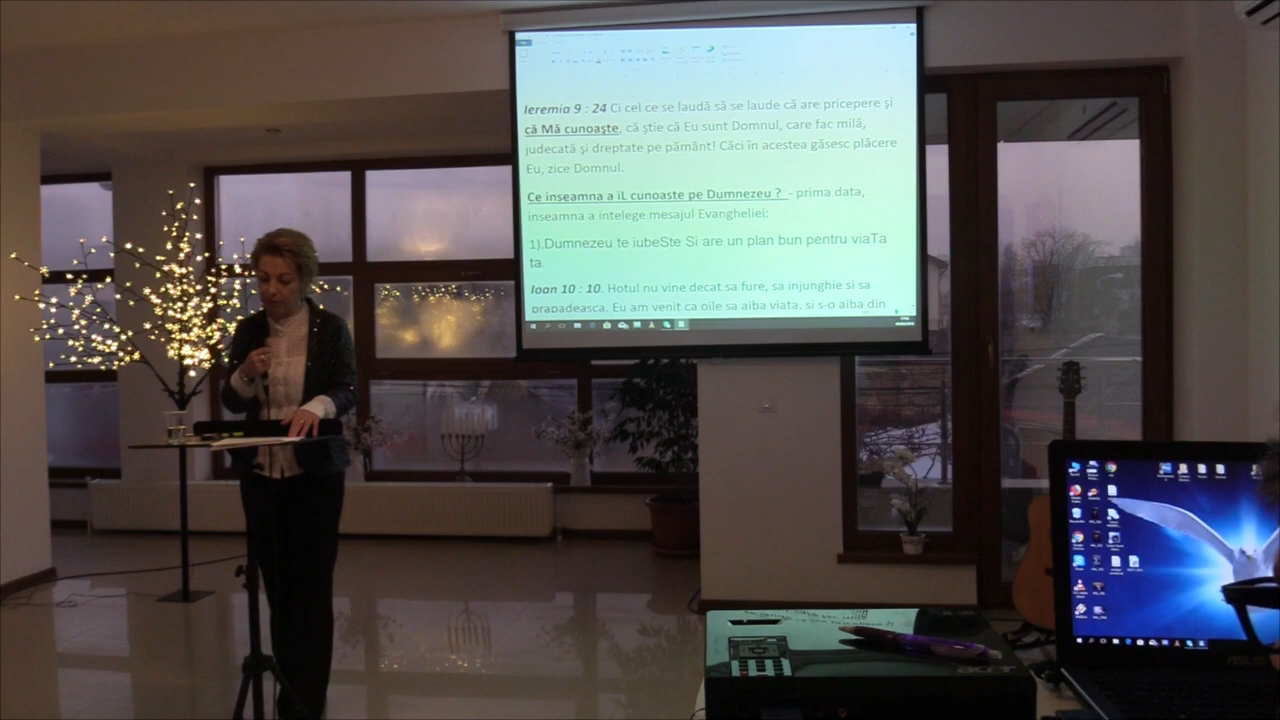 Ieremia 9 : 24 Ci cel ce se laudă să se laude că are pricepere şi
că Mă cunoaşte, că ştie că Eu sunt Domnul, care fac milă,
judecată şi dreptate pe pământ! Căci în acestea găsesc plăcere
Eu, zice Domnul.
Ce inseamna a iL cunoaste pe Dumnezeu ? - prima data,
inseamna a intelege mesajul Evangheliei:
1).Dumnezeu te iubeSte Si are un plan bun pentru viaTa
ta.
Ioan 10 : 10. Hotul nu vine decat sa fure, sa injunghie si sa
prapadeasca. Eu am venit ca oile sa aiba viata, si s-o aiba din
acer
ASUS